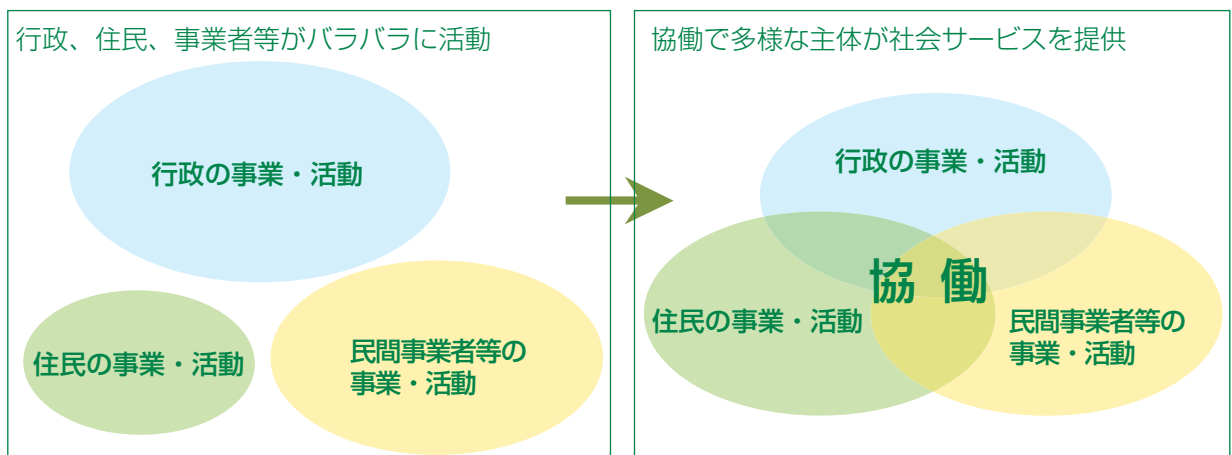 行政、住民、事業者等がバラバラに活動
行政の事業・活動
住民の事業・活動
民間事業者等の
事業・活動
協働で多様な主体が社会サービスを提供
行政の事業・活動
協働
住民の事業・活動
民間事業者等の
事業・活動